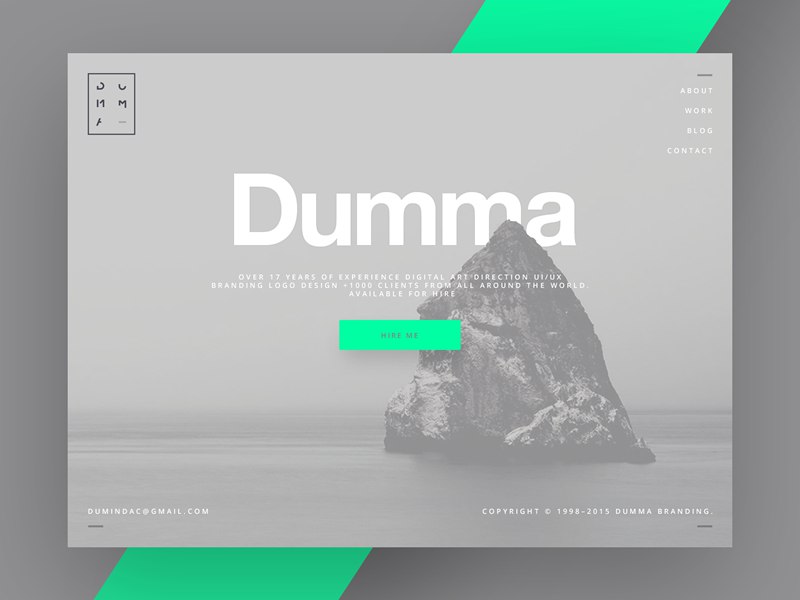 DU
MM
A–
ABOUT
WORK
BLOG
CONTACT
Dumma
OVER 17 YEARS OF EXPERIENCE DIGITAL ART DIRECTION UI/UX
BRANDING LOGO DESIGN +1000 CLIENTS FROM ALL AROUND THE WORLD.
AVAILABLE FOR HIRE
HIRE ME
DUMINDAC@GMAIL.COM
COPYRIGHT © 1998–2015 DUMMA BRANDING.